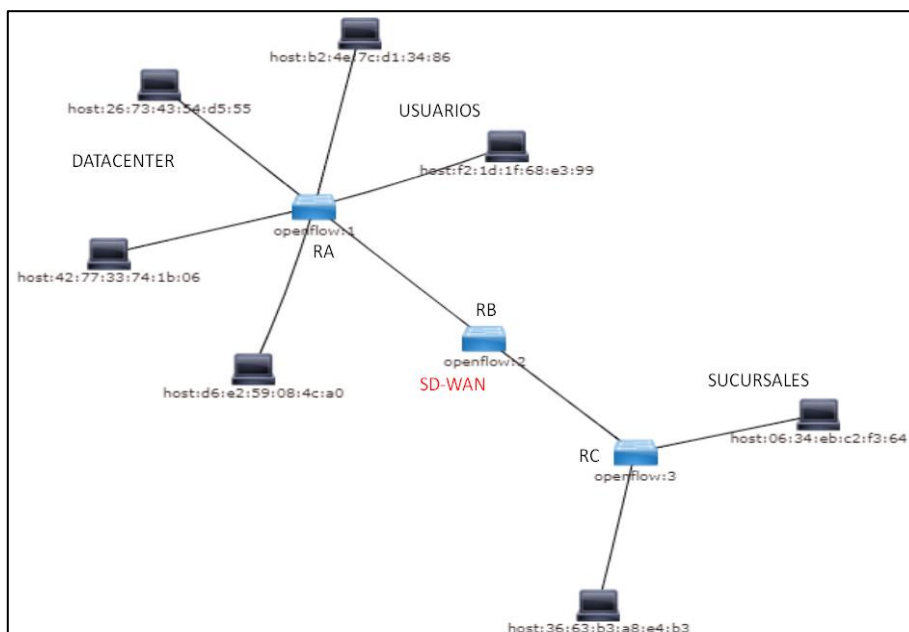 host:b2:4e:7c:d1:34:86
host:26:73:43:54:d5:55
USUARIOS
DATACENTER
host:f2:1d:1f:68:e3:99
openflow:1
RA
host:42:77:33:74:1b:06
RB
openflow:2
host:d6:e2:59:08:4c:a0
SD-WAN
SUCURSALES
host:06:34:eb:c2:f3:64
RC
openflow:3
host:36:63:b3:a8:e4:b3